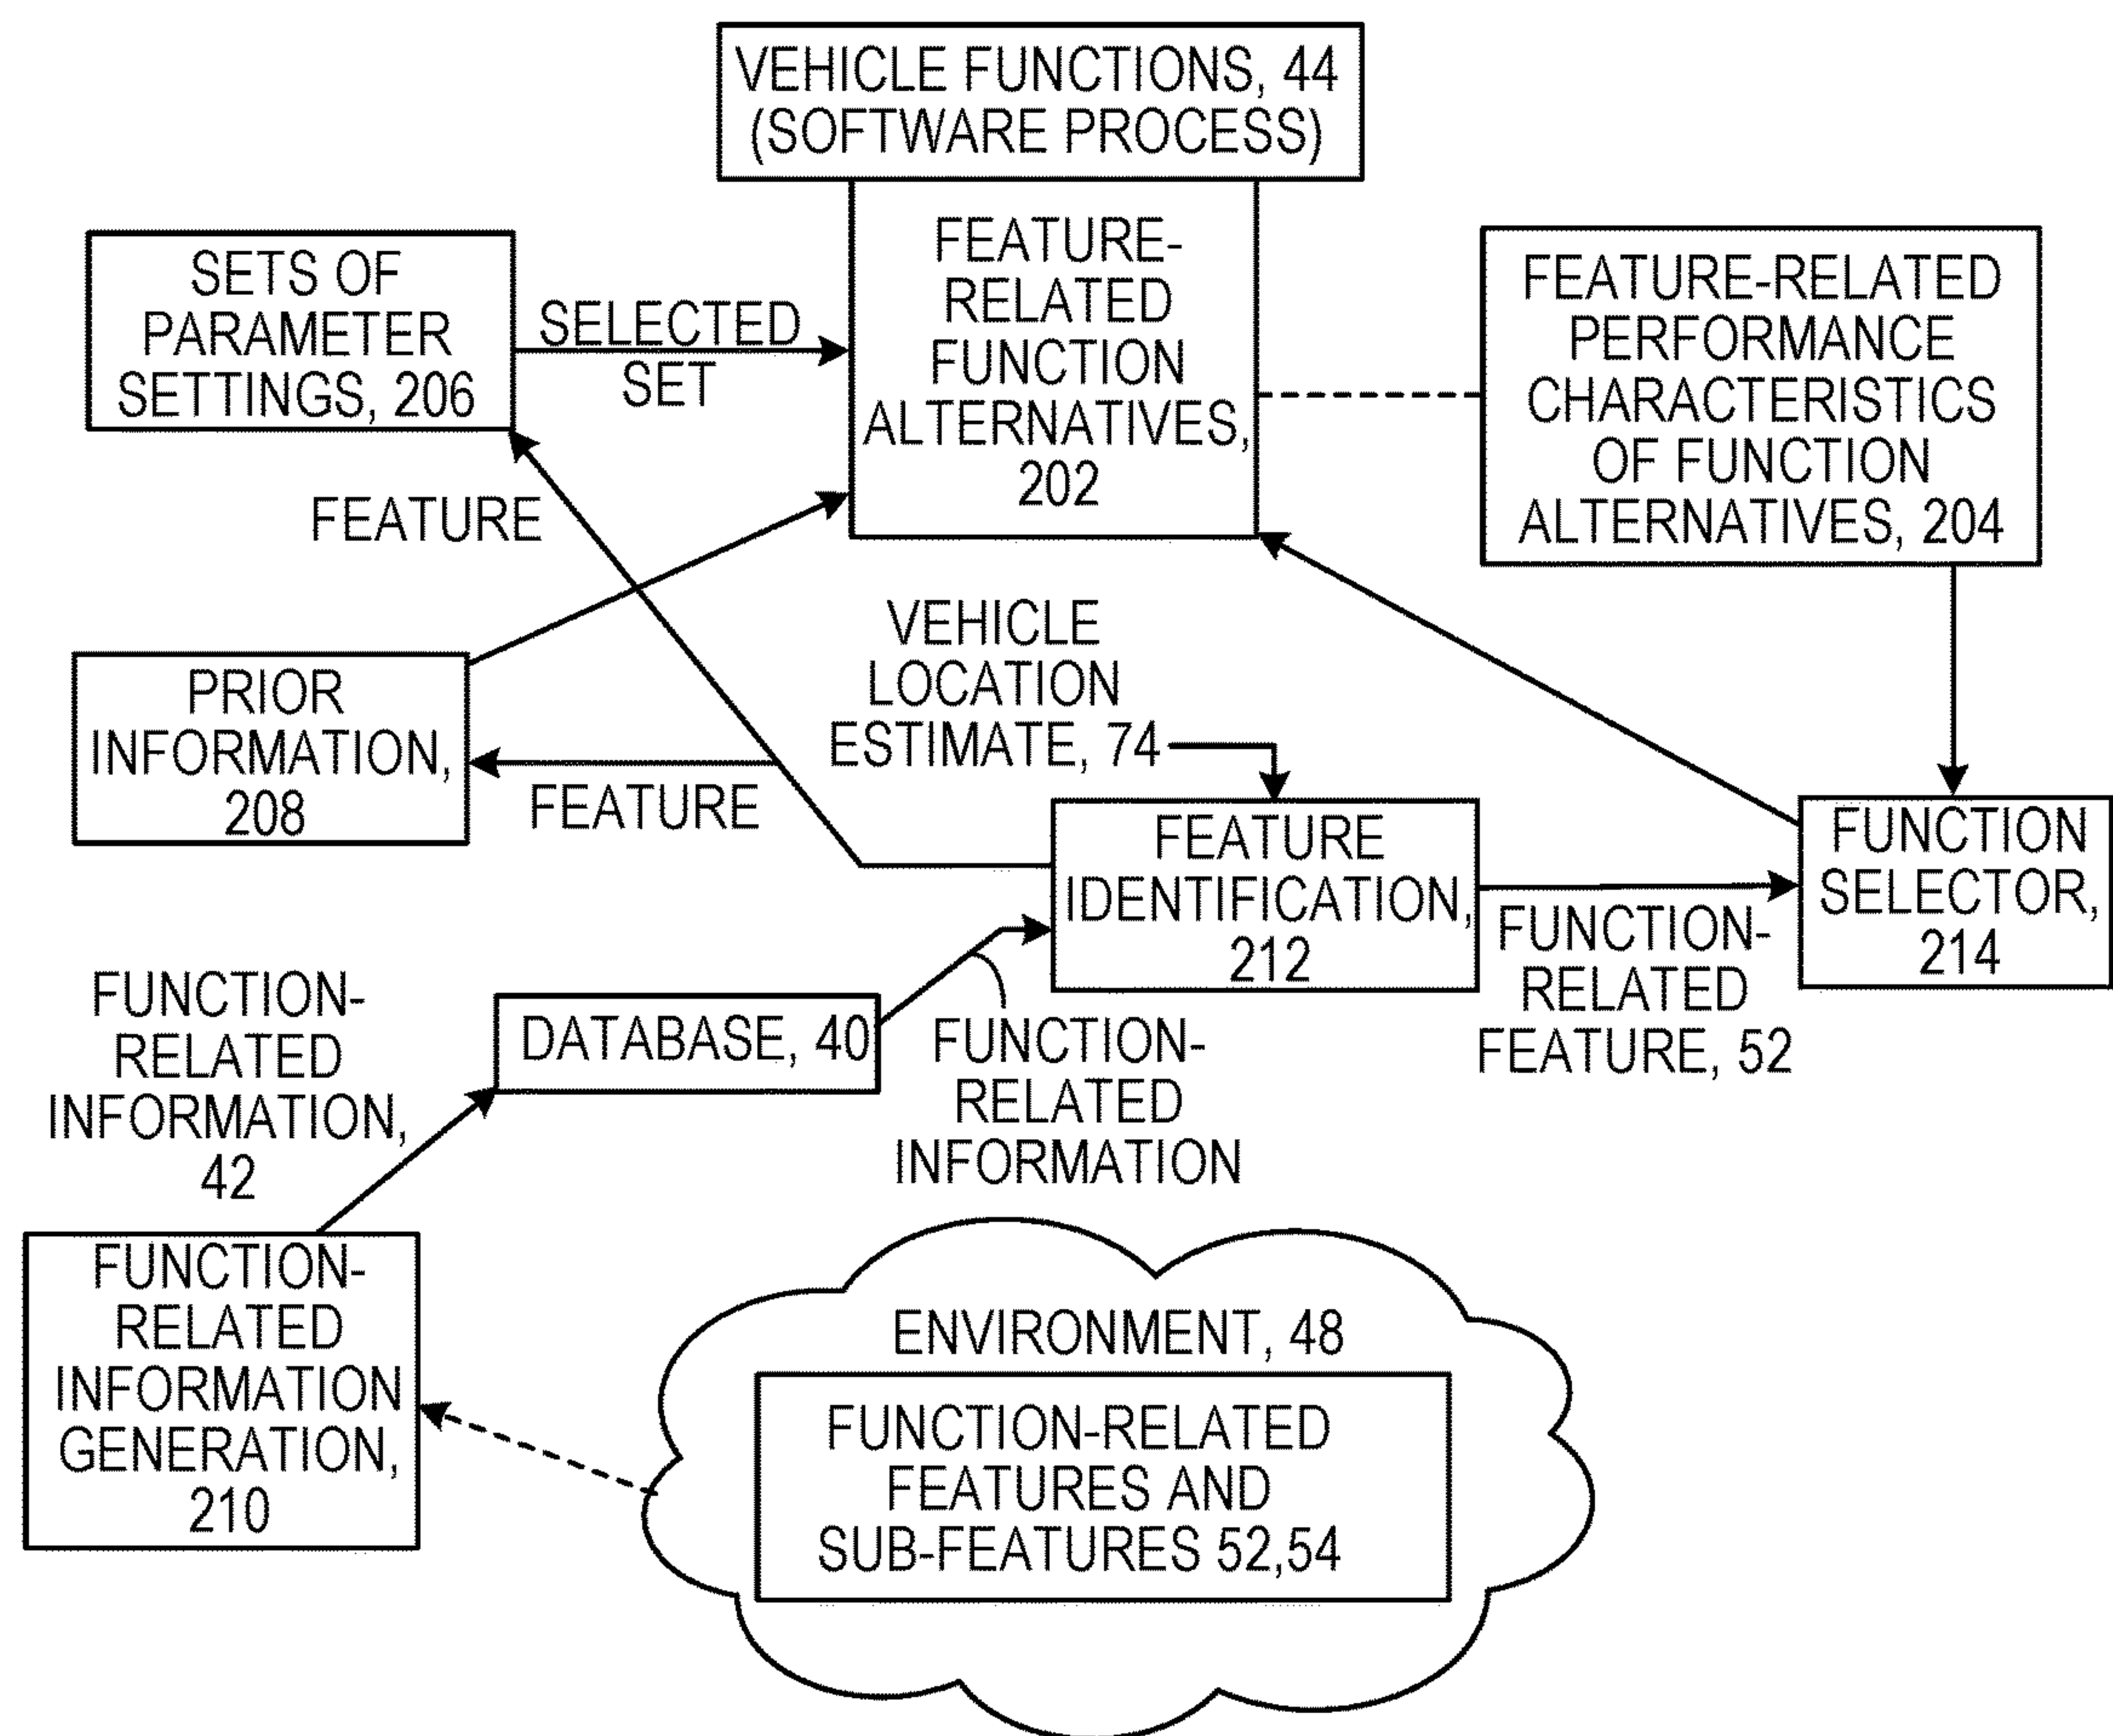 VEHICLE FUNCTIONS, 44
(SOFTWARE PROCESS)
SETS OF
PARAMETER
SETTINGS, 206
SELECTED
SET
FEATURE-
RELATED
FUNCTION
ALTERNATIVES,
202
FEATURE-RELATED
PERFORMANCE
CHARACTERISTICS
OF FUNCTION
ALTERNATIVES, 204
FEATURE
PRIOR
INFORMATION,
208
FEATURE
VEHICLE
LOCATION
ESTIMATE, 74
FEATURE
IDENTIFICATION,
212
FUNCTION-
RELATED
FEATURE, 52
FUNCTION
SELECTOR,
214
FUNCTION-
RELATED
INFORMATION,
42
DATABASE, 40
FUNCTION-
RELATED
INFORMATION
FUNCTION-
RELATED
INFORMATION
GENERATION,
210
ENVIRONMENT, 48
FUNCTION-RELATED
FEATURES AND
SUB-FEATURES 52,54